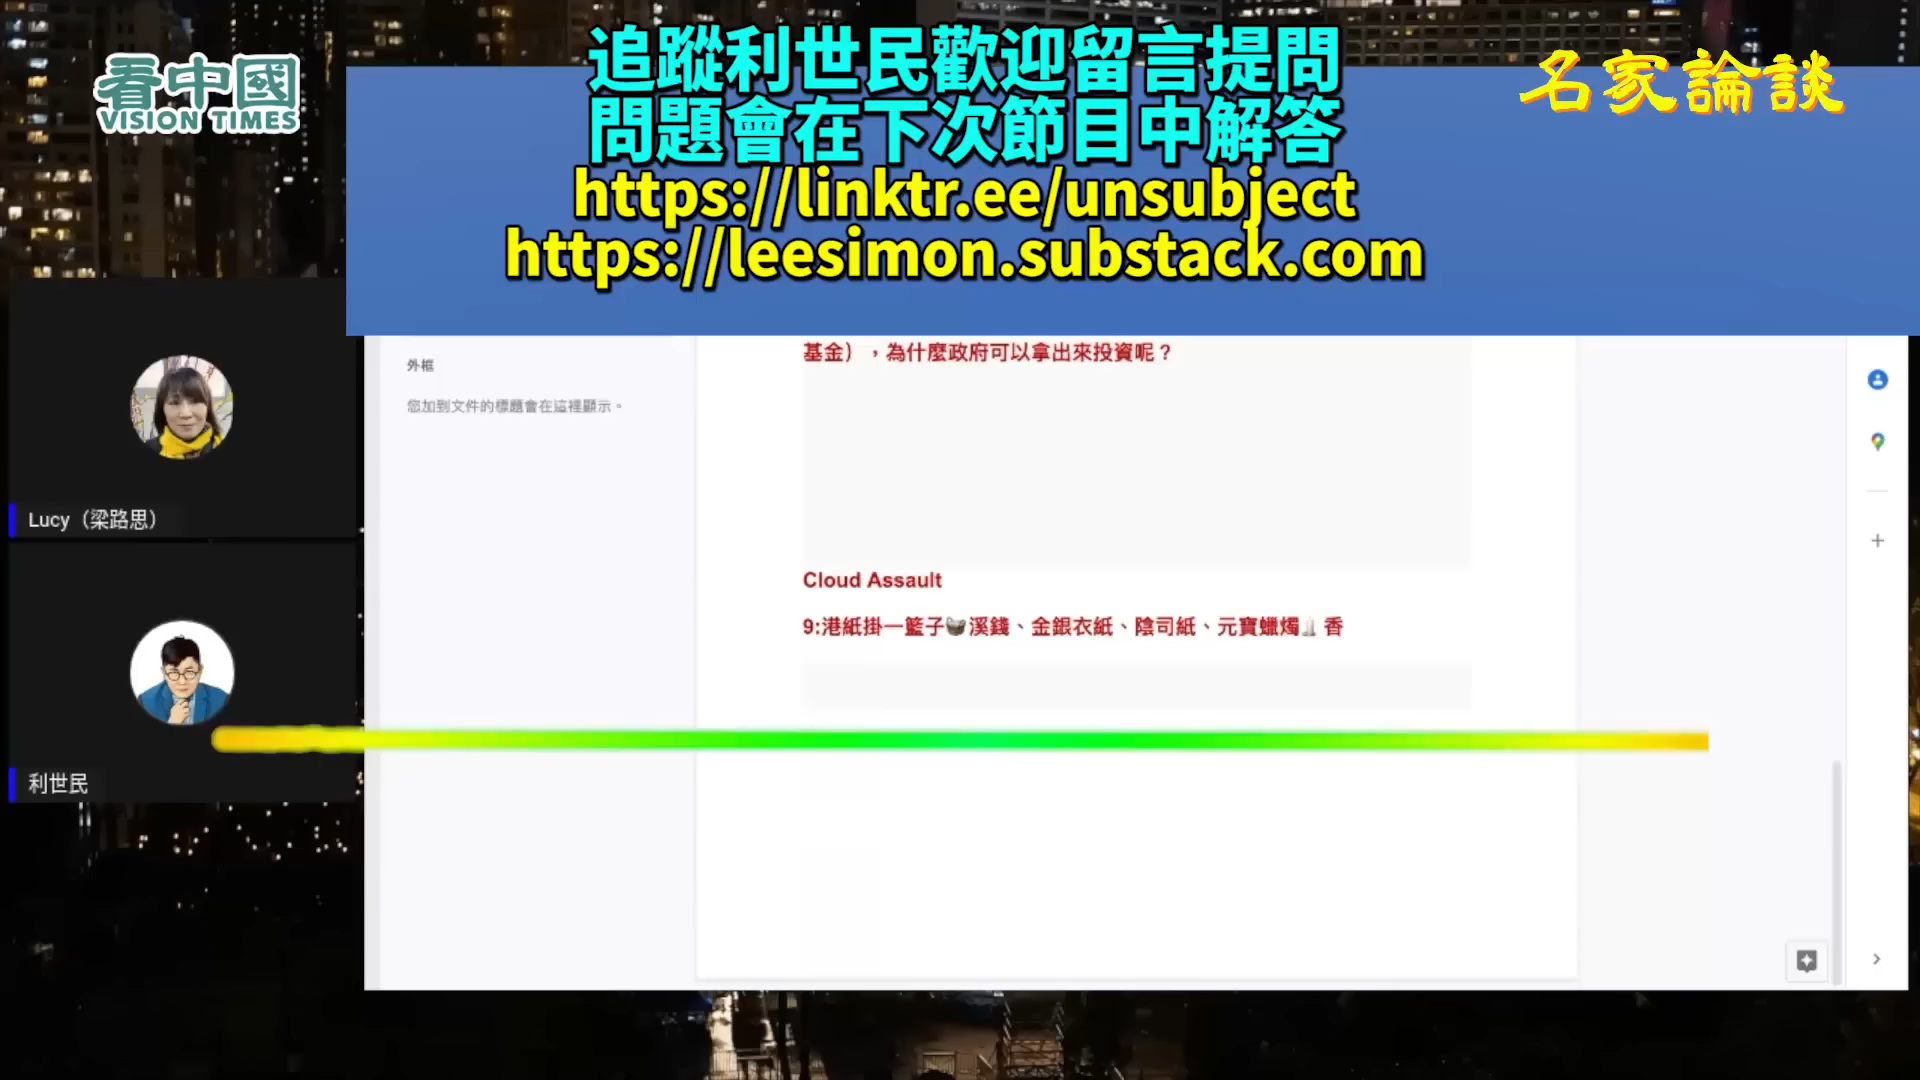 看中國
VISION TIMES
追蹤利世民歡迎留言提問
問題會在下次節目中解答
https://linktr.ee/unsubject
https://leesimon.substack.com
名家論談
外框
您加到文件的標題會在這裡顯示。
基金），為什麼政府可以拿出來投資呢？
Lucy（梁路思）
Cloud Assault
9:港紙掛一籃子🧺溪錢、金銀衣紙、陰司紙、元寶蠟燭🕯️香
利世民